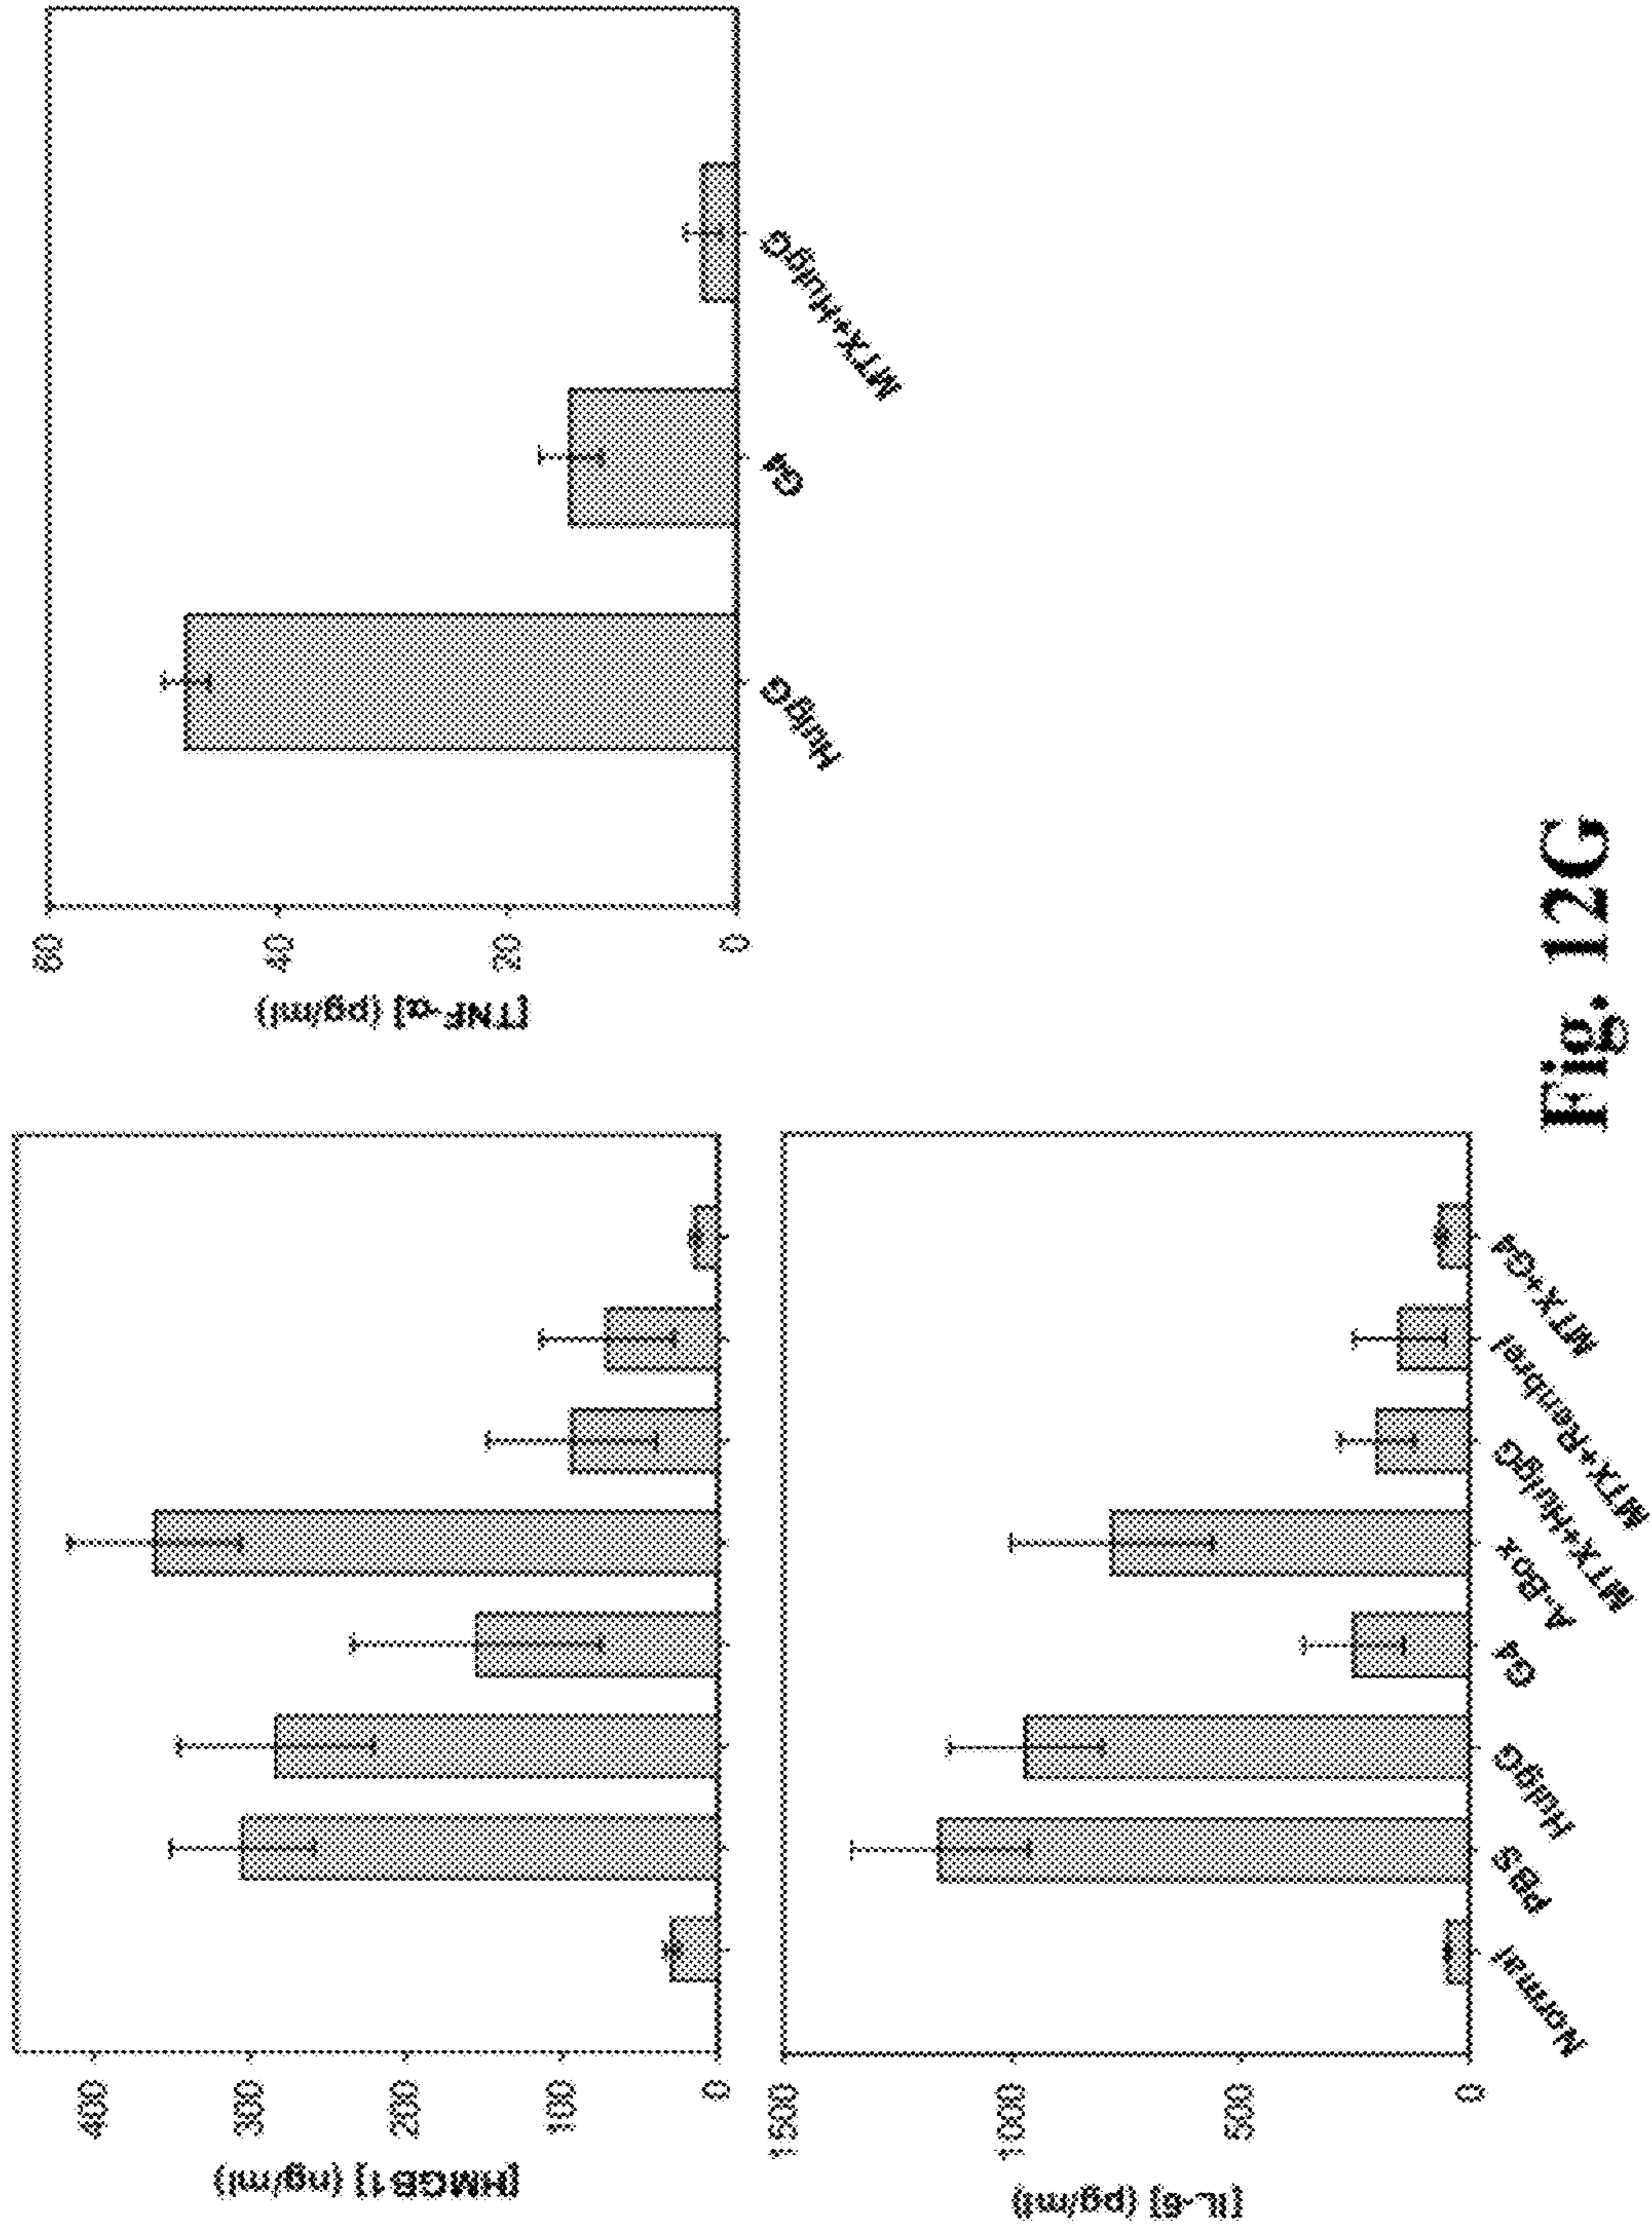 [HMGB1] (ng/ml)
400
300
200
100
0
[IL-6] (pg/ml)
1500
1000
500
0
Normal
PBS
HuIgG
G4
A.Box
MTX+HuIgG
MTX+Renbrel
MTX+G4
[TNF-α] (pg/ml)
60
40
20
0
HuIgG
G4
MTX+HuIgG
Fig. 12G